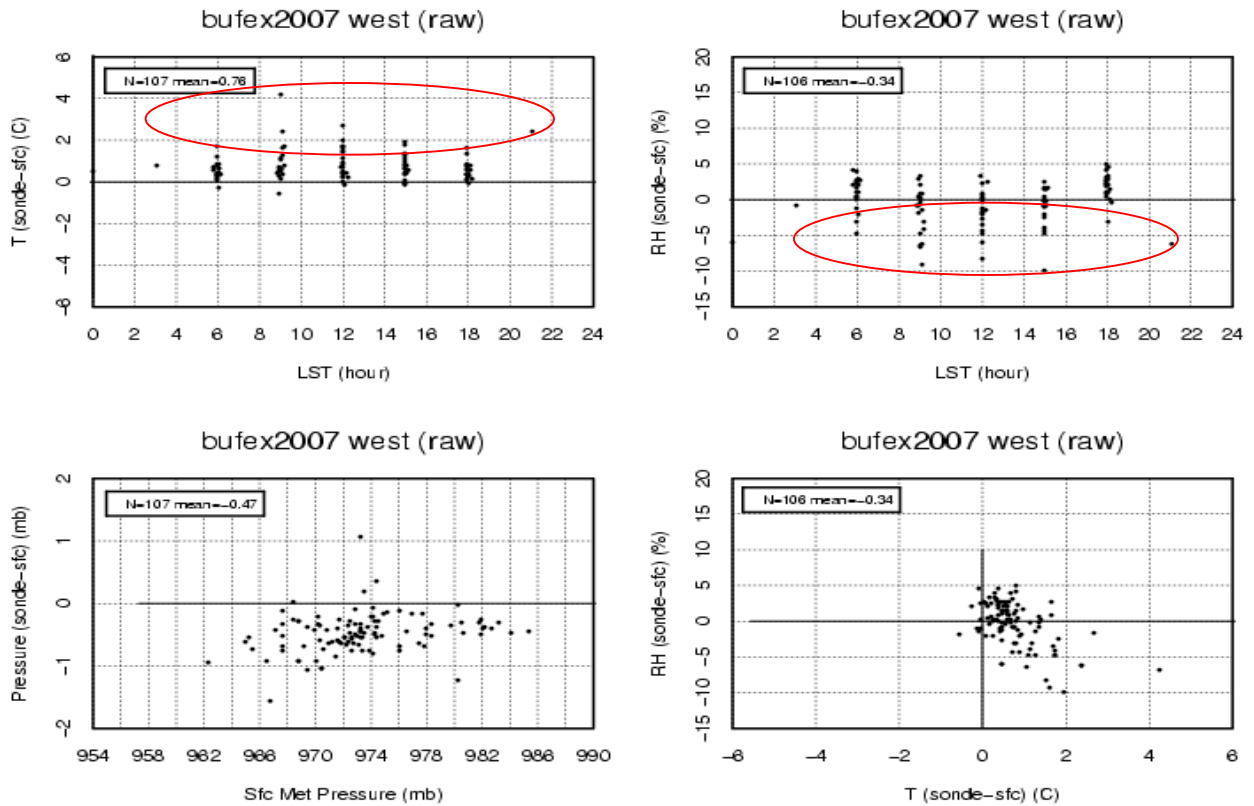 bufex2007 west (raw)
N=107 mean=0.76
T (sonde-sfc) (C)
6
4
2
0
-2
-4
-6
0 2 4 6 8 10 12 14 16 18 20 22 24
LST (hour)
bufex2007 west (raw)
N=106 mean=-0.34
RH (sonde-sfc) (%)
20
15
10
5
0
-5
-10
-15
0 2 4 6 8 10 12 14 16 18 20 22 24
LST (hour)
bufex2007 west (raw)
N=107 mean=-0.47
Pressure (sonde-sfc) (mb)
2
1
0
-1
-2
954 958 962 966 970 974 978 982 986 990
Sfc Met Pressure (mb)
bufex2007 west (raw)
N=106 mean=-0.34
RH (sonde-sfc) (%)
20
15
10
5
0
-5
-10
-15
-6 -4 -2 0 2 4 6
T (sonde-sfc) (C)